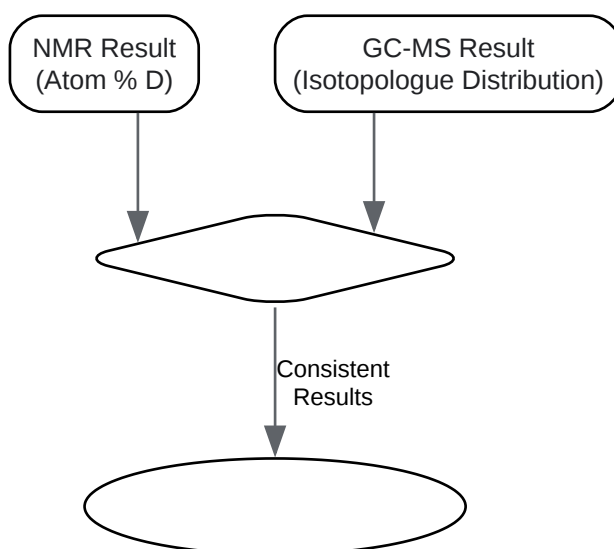 NMR Result
(Atom % D)
GC-MS Result
(Isotopologue Distribution)
Consistent
Results